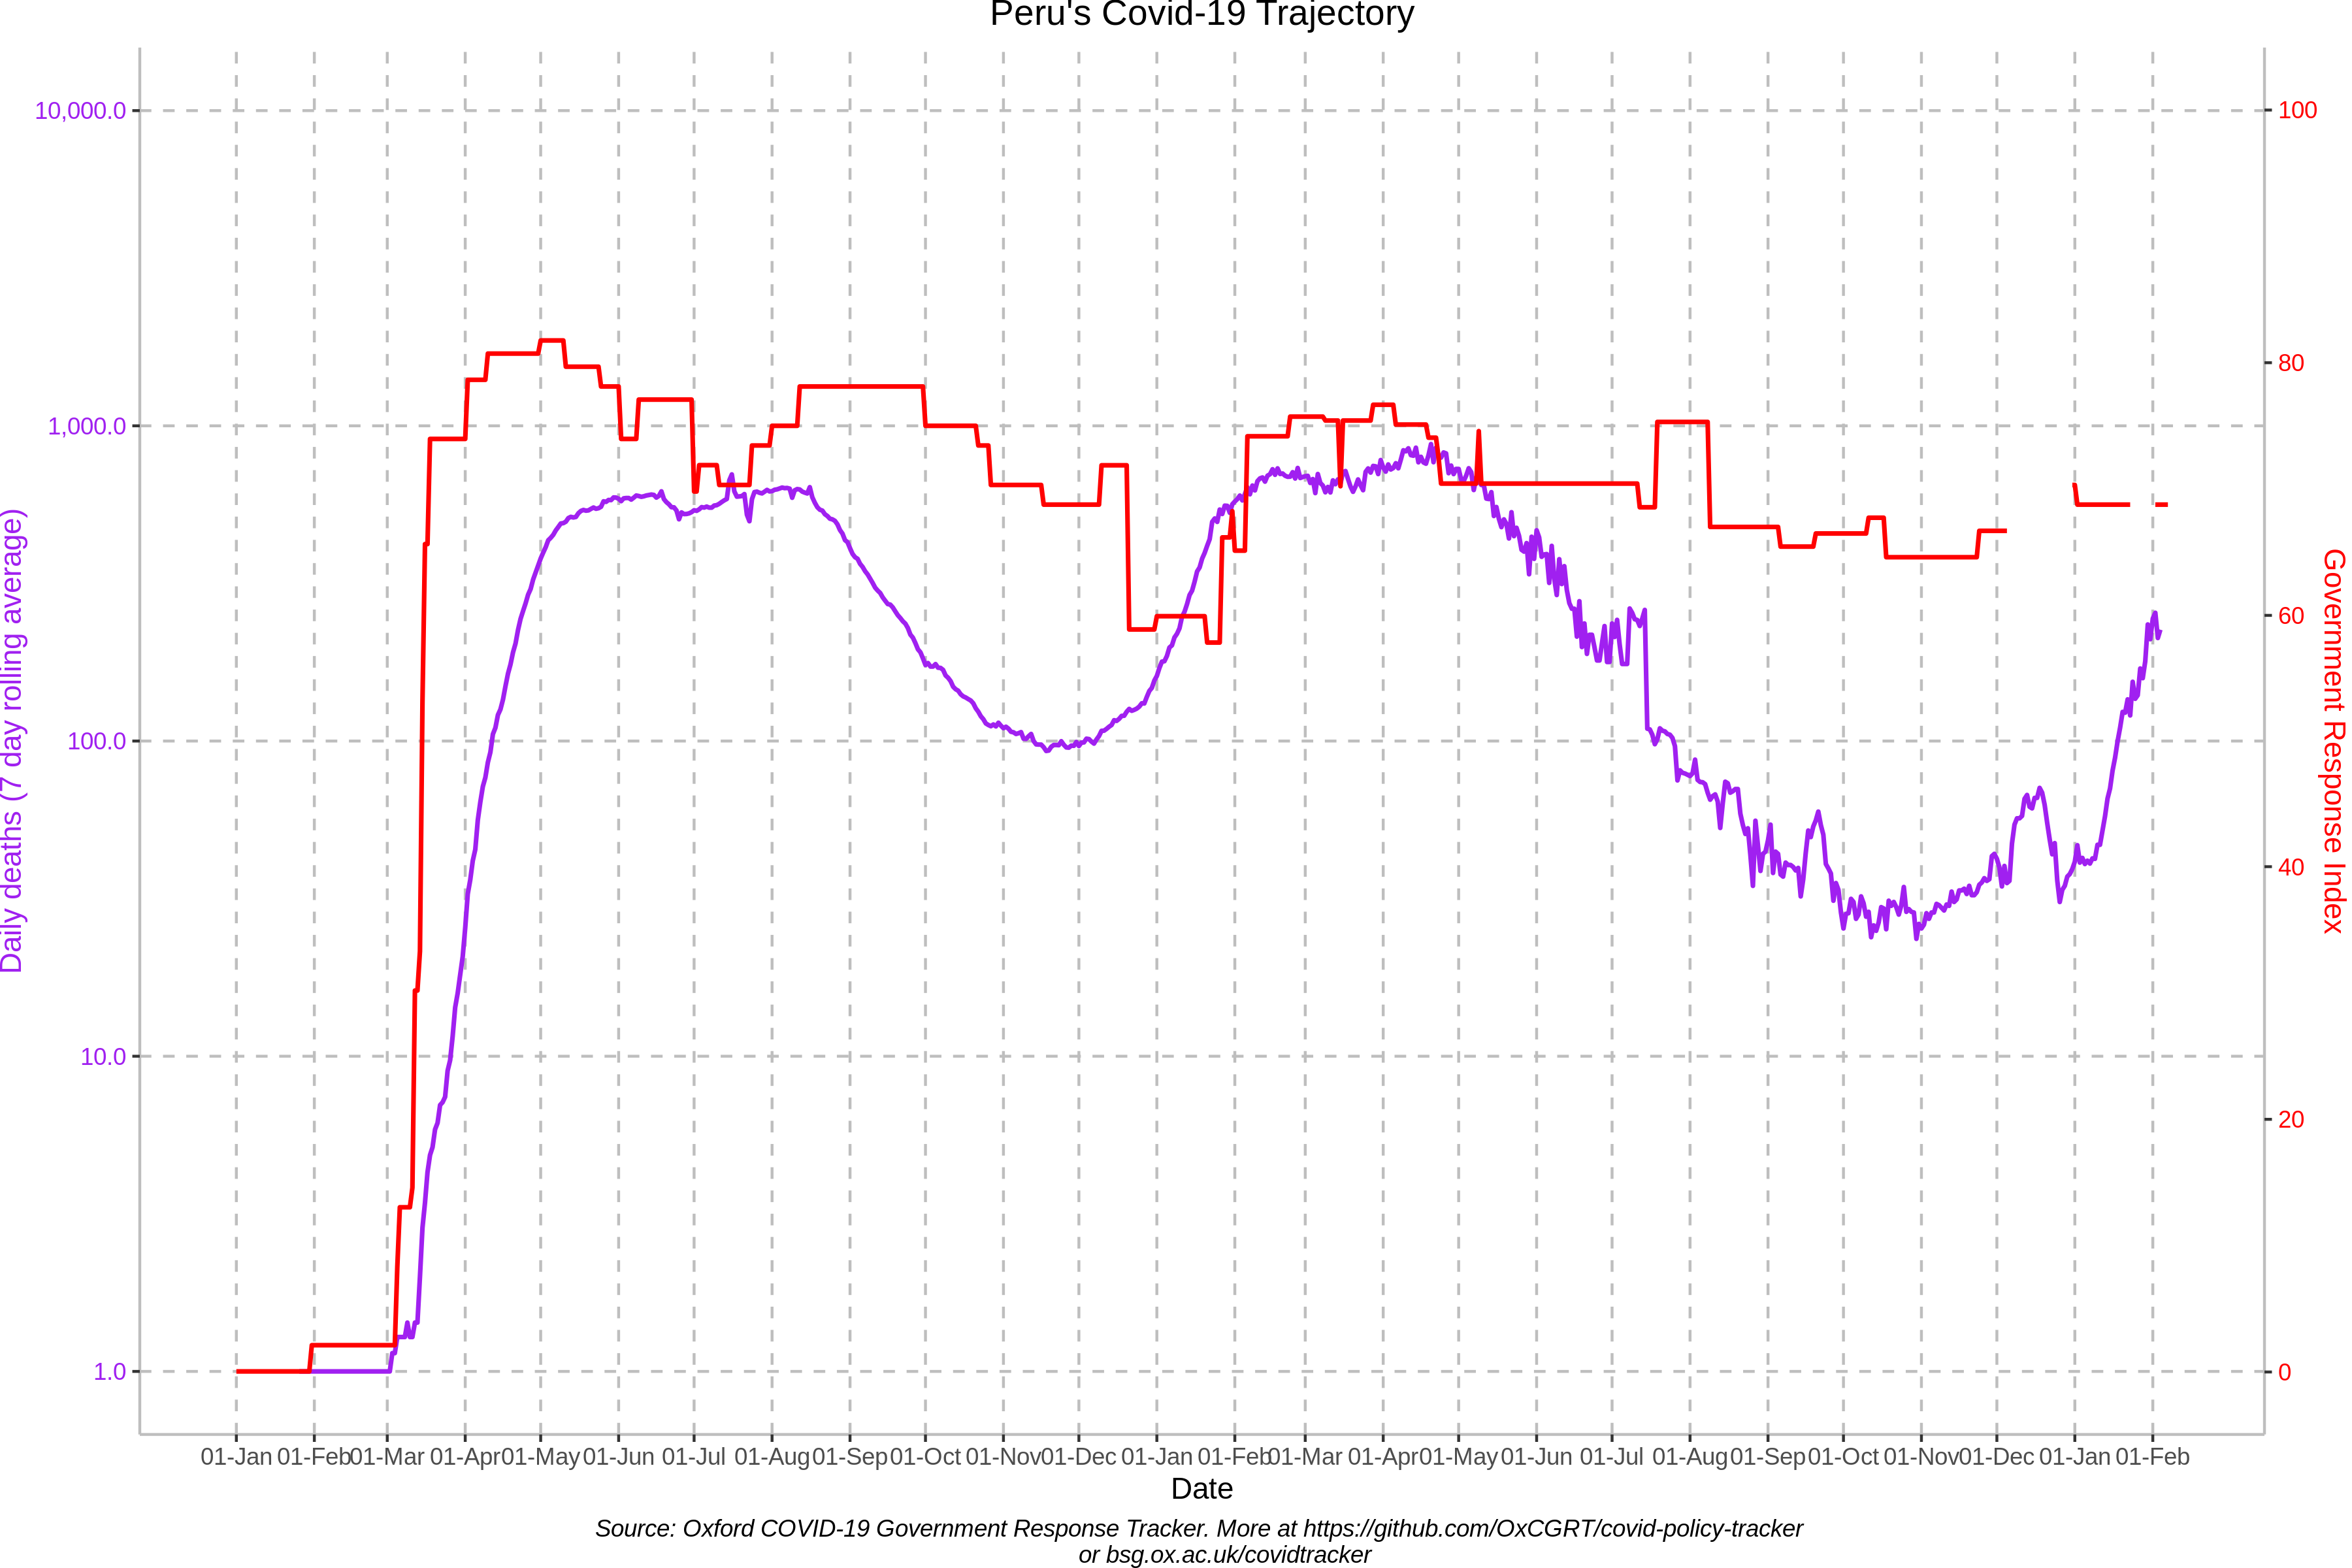 Peru's Covid-19 Trajectory
10,000.0
1,000.0
100.0
10.0
1.0
Daily deaths (7 day rolling average)
100
80
60
40
20
0
Government Response Index
01-Jan 01-Feb 01-Mar 01-Apr 01-May 01-Jun 01-Jul 01-Aug 01-Sep 01-Oct 01-Nov 01-Dec 01-Jan 01-Feb 01-Mar 01-Apr 01-May 01-Jun 01-Jul 01-Aug 01-Sep 01-Oct 01-Nov 01-Dec 01-Jan 01-Feb
Date
Source: Oxford COVID-19 Government Response Tracker. More at https://github.com/OxCGRT/covid-policy-tracker
or bsg.ox.ac.uk/covidtracker